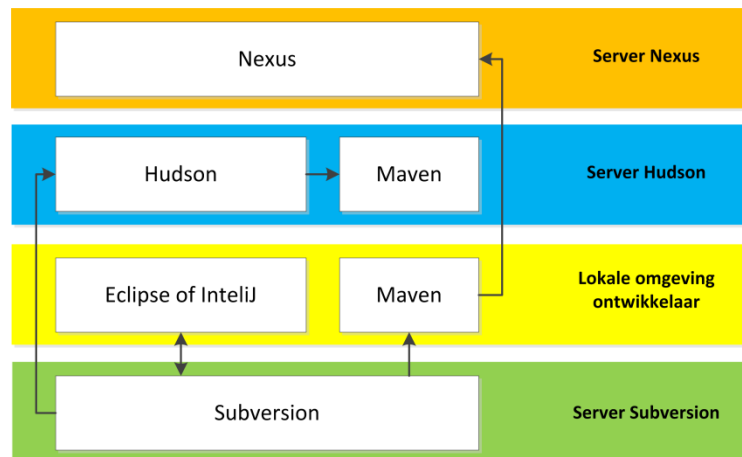 Nexus
Server Nexus
Hudson
Maven
Server Hudson
Eclipse of InteliJ
Maven
Lokale omgeving
ontwikkelaar
Subversion
Server Subversion